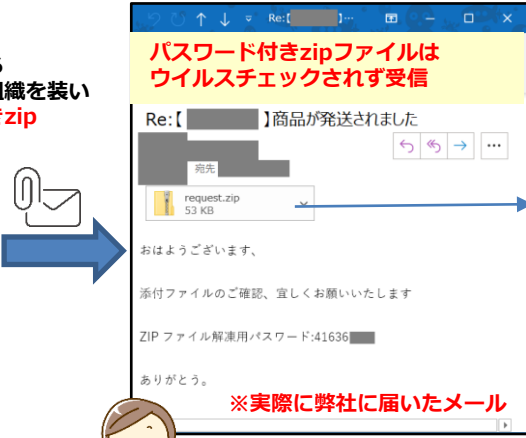 組織を装い
zip
Re:【 】…
パスワード付きzipファイルは
ウイルスチェックされず受信
Re:【 】商品が発送されました
宛先
request.zip
53 KB
おはようございます、
添付ファイルのご確認、宜しくお願いいたします
ZIP ファイル解凍用パスワード:41636
ありがとう。
※実際に弊社に届いたメール